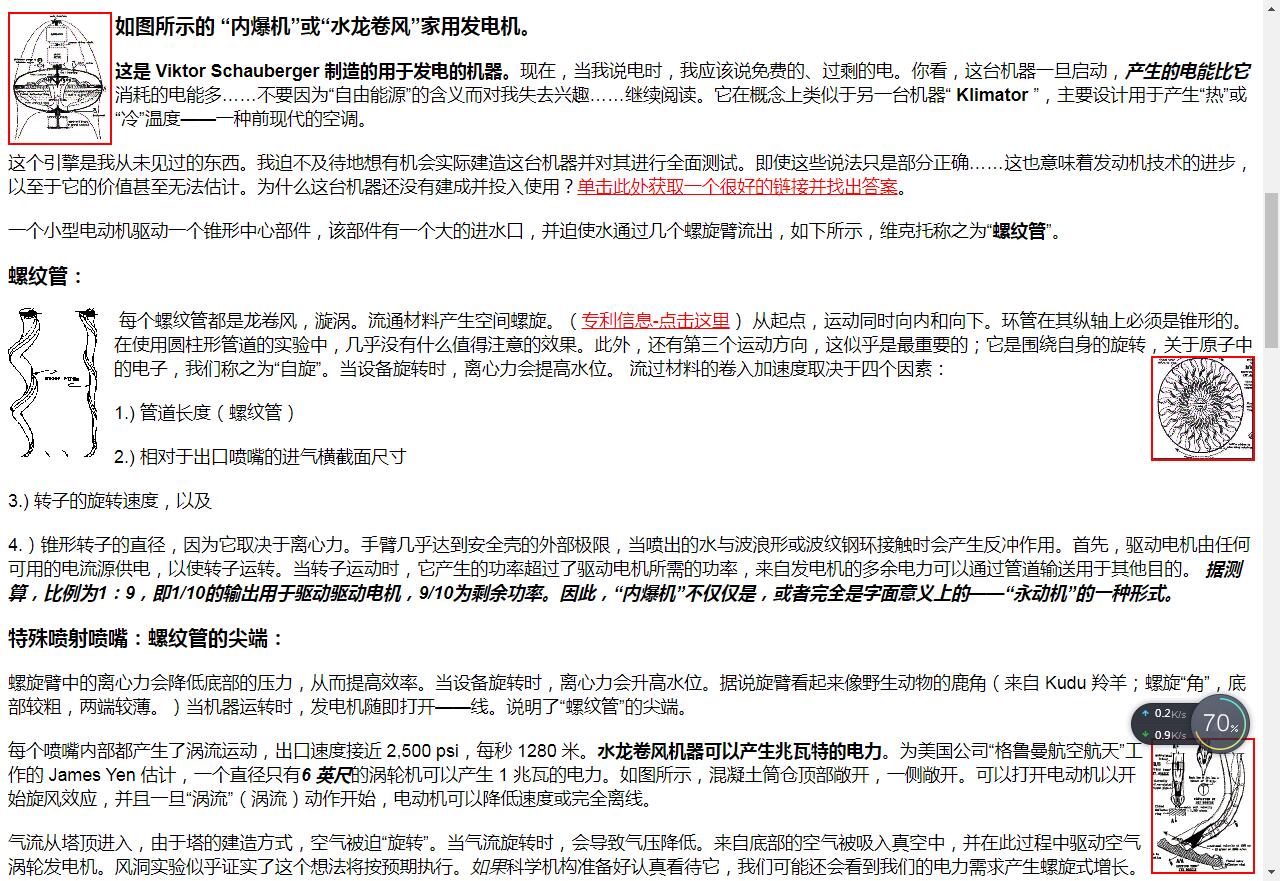 如图所示的 “内爆机”或“水龙卷风”家用发电机。
这是 Viktor Schauberger 制造的用于发电的机器。现在，当我说电时，我应该说免费的、过剩的电。你看，这台机器一旦启动，产生的电能比它
消耗的电能多……不要因为“自由能源”的含义而对我失去兴趣……继续阅读。它在概念上类似于另一台机器“ Klimator ”，主要设计用于产生“热”或
“冷”温度——一种前现代的空调。
这个引擎是我从未见过的东西。我迫不及待地想有机会实际建造这台机器并对其进行全面测试。即使这些说法只是部分正确……这也意味着发动机技术的进步，
以至于它的价值甚至无法估计。为什么这台机器还没有建成并投入使用？单击此处获取一个很好的链接并找出答案。
一个小型电动机驱动一个锥形中心部件，该部件有一个大的进水口，并迫使水通过几个螺旋臂流出，如下所示，维克托称之为“螺纹管”。
螺纹管：
每个螺纹管都是龙卷风，漩涡。流通材料产生空间螺旋。（专利信息-点击这里） 从起点，运动同时向内和向下。环管在其纵轴上必须是锥形的。
在使用圆柱形管道的实验中，几乎没有什么值得注意的效果。此外，还有第三个运动方向，这似乎是最重要的；它是围绕自身的旋转，关于原子中
的电子，我们称之为“自旋”。当设备旋转时，离心力会提高水位。 流过材料的卷入加速度取决于四个因素：
1.) 管道长度（螺纹管）
2.) 相对于出口喷嘴的进气横截面尺寸
3.) 转子的旋转速度，以及
4. ）锥形转子的直径，因为它取决于离心力。手臂几乎达到安全壳的外部极限，当喷出的水与波浪形或波纹钢环接触时会产生反冲作用。首先，驱动电机由任何
可用的电流源供电，以使转子运转。当转子运动时，它产生的功率超过了驱动电机所需的功率，来自发电机的多余电力可以通过管道输送用于其他目的。 据测
算，比例为1：9，即1/10的输出用于驱动驱动电机，9/10为剩余功率。因此，“内爆机”不仅仅是，或者完全是字面意义上的——“永动机”的一种形式。
特殊喷射喷嘴：螺纹管的尖端：
螺旋臂中的离心力会降低底部的压力，从而提高效率。当设备旋转时，离心力会升高水位。据说旋臂看起来像野生动物的鹿角（来自 Kudu 羚羊；螺旋“角”，底
部较粗，两端较薄。）当机器运转时，发电机随即打开——线。说明了“螺纹管”的尖端。
每个喷嘴内部都产生了涡流运动，出口速度接近 2,500 psi，每秒 1280 米。水龙卷风机器可以产生兆瓦特的电力。为美国公司“格鲁曼航空航天”工
作的 James Yen 估计，一个直径只有6 英尺的涡轮机可以产生 1 兆瓦的电力。如图所示，混凝土筒仓顶部敞开，一侧敞开。可以打开电动机以开
始旋风效应，并且一旦“涡流”（涡流）动作开始，电动机可以降低速度或完全离线。
气流从塔顶进入，由于塔的建造方式，空气被迫“旋转”。当气流旋转时，会导致气压降低。来自底部的空气被吸入真空中，并在此过程中驱动空气
涡轮发电机。风洞实验似乎证实了这个想法将按预期执行。如果科学机构准备好认真看待它，我们可能还会看到我们的电力需求产生螺旋式增长。
0.2K/s
0.9K/s
70%